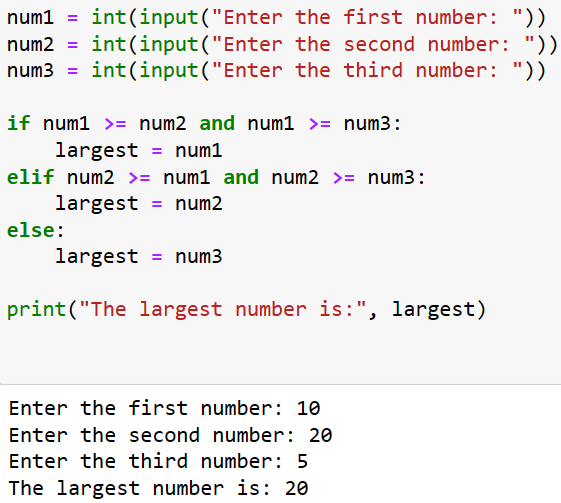 num1 = int(input("Enter the first number: "))
num2 = int(input("Enter the second number: "))
num3 = int(input("Enter the third number: "))

if num1 >= num2 and num1 >= num3:
    largest = num1
elif num2 >= num1 and num2 >= num3:
    largest = num2
else:
    largest = num3

print("The largest number is:", largest)

Enter the first number: 10
Enter the second number: 20
Enter the third number: 5
The largest number is: 20